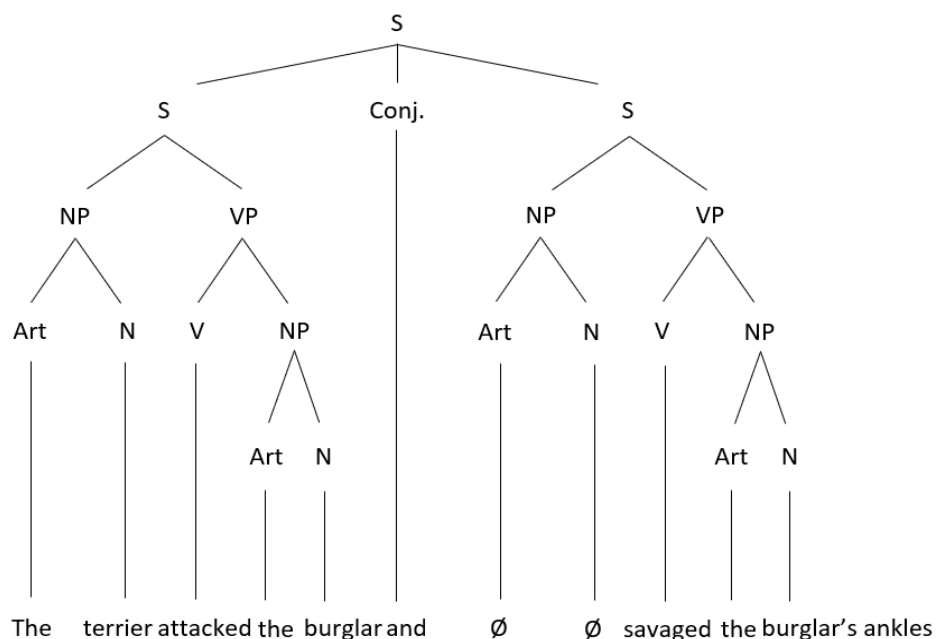 S
S Conj. S
NP VP NP VP
Art N V NP Art N V NP
Art N Art N
The terrier attacked the burglar and Ø Ø savaged the burglar's ankles